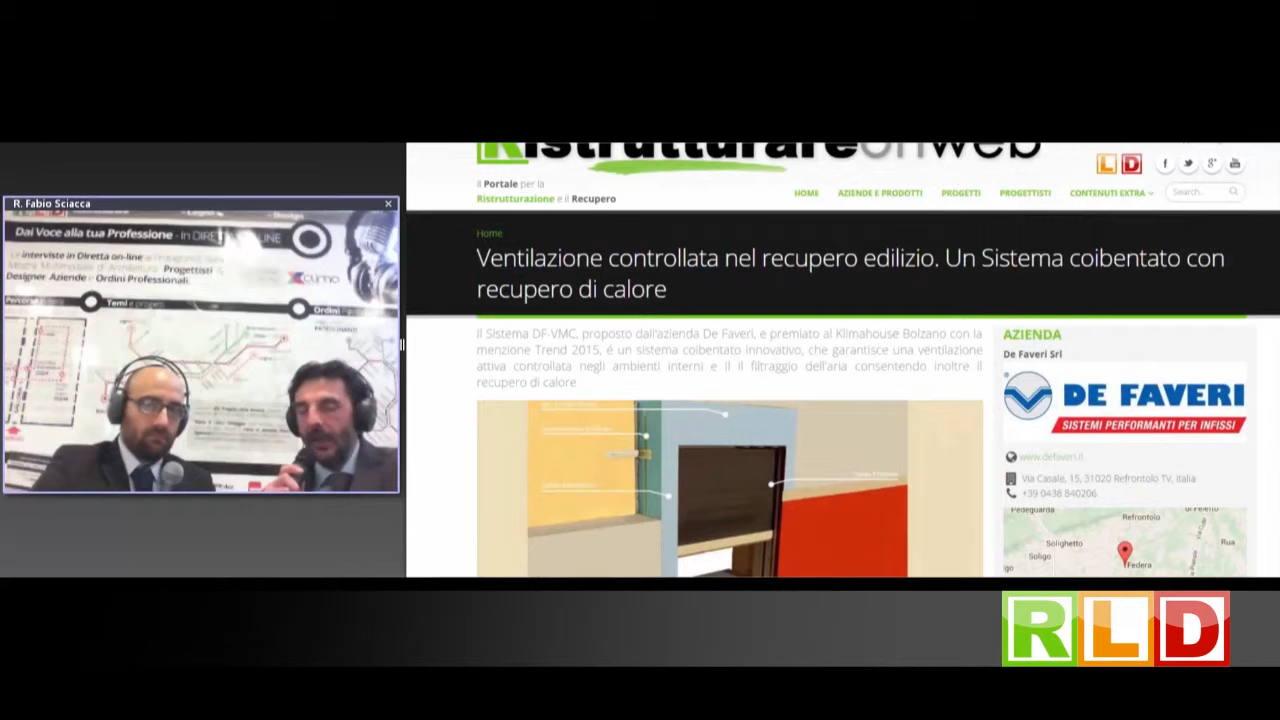 Ristrutturareonweb
Il Portale per la
Ristrutturazione e il Recupero
L D
HOME AZIENDE E PRODOTTI PROGETTI PROGETTISTI CONTENUTI EXTRA
Search...
R. Fabio Sciacca
Dai Voce alla tua Professione - in DIRETTA ON-LINE
interviste in Diretta on-line
Progettisti
Designer Aziende e Ordini Professionali
Temi e progetti
Ordini
Home
Ventilazione controllata nel recupero edilizio. Un Sistema coibentato con
recupero di calore
Il Sistema DF-VMC, proposto dall'azienda De Faveri, e premiato al Klimahouse Bolzano con la
menzione Trend 2015, é un sistema coibentato innovativo, che garantisce una ventilazione
attiva controllata negli ambienti interni e il il filtraggio dell'aria consentendo inoltre il
recupero di calore
AZIENDA
De Faveri Srl
DE FAVERI
SISTEMI PERFORMANTI PER INFISSI
www.defaveri.it
Via Casale, 15, 31020 Refrontolo TV, Italia
+39 0438 840206
Pedeguarda
Refrontolo
Solighetto
Soligo
Rua
Federa
RLD